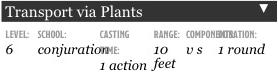 Transport via Plants ▼
LEVEL: SCHOOL: CASTING TIME: RANGE: COMPONENTS: DURATION:
6 conjuration 1 action 10 feet v s 1 round